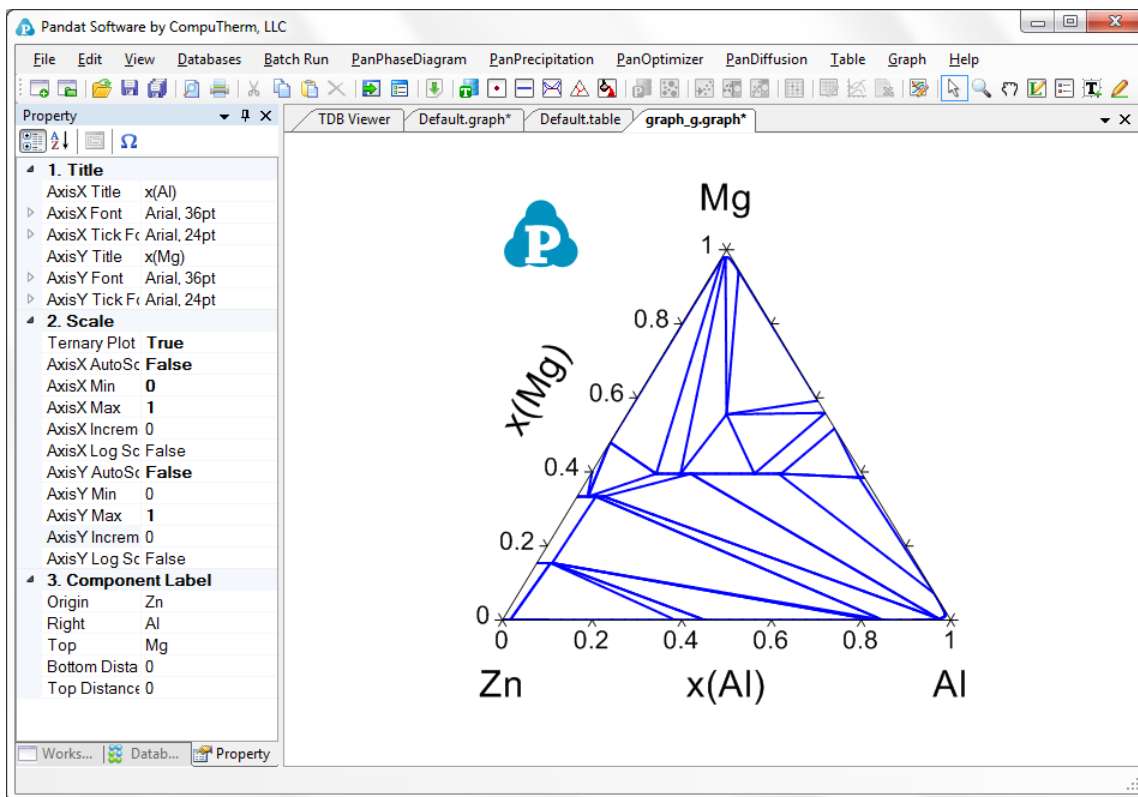 Pandat Software by CompuTherm, LLC
File Edit View Databases Batch Run PanPhaseDiagram PanPrecipitation PanOptimizer PanDiffusion Table Graph Help
Property
TDB Viewer Default.graph* Default.table graph_g.graph*
1. Title
AxisX Title x(Al)
AxisX Font Arial, 36pt
AxisX Tick Fc Arial, 24pt
AxisY Title x(Mg)
AxisY Font Arial, 36pt
AxisY Tick Fc Arial, 24pt
2. Scale
Ternary Plot True
AxisX AutoSc False
AxisX Min 0
AxisX Max 1
AxisX Increm 0
AxisX Log Sc False
AxisY AutoSc False
AxisY Min 0
AxisY Max 1
AxisY Increm 0
AxisY Log Sc False
3. Component Label
Origin Zn
Right Al
Top Mg
Bottom Dista 0
Top Distance 0
Works... Datab... Property
P
Mg
1
0.8
0.6
x(Mg)
0.4
0.2
0
0 0.2 0.4 0.6 0.8 1
Zn x(Al) Al